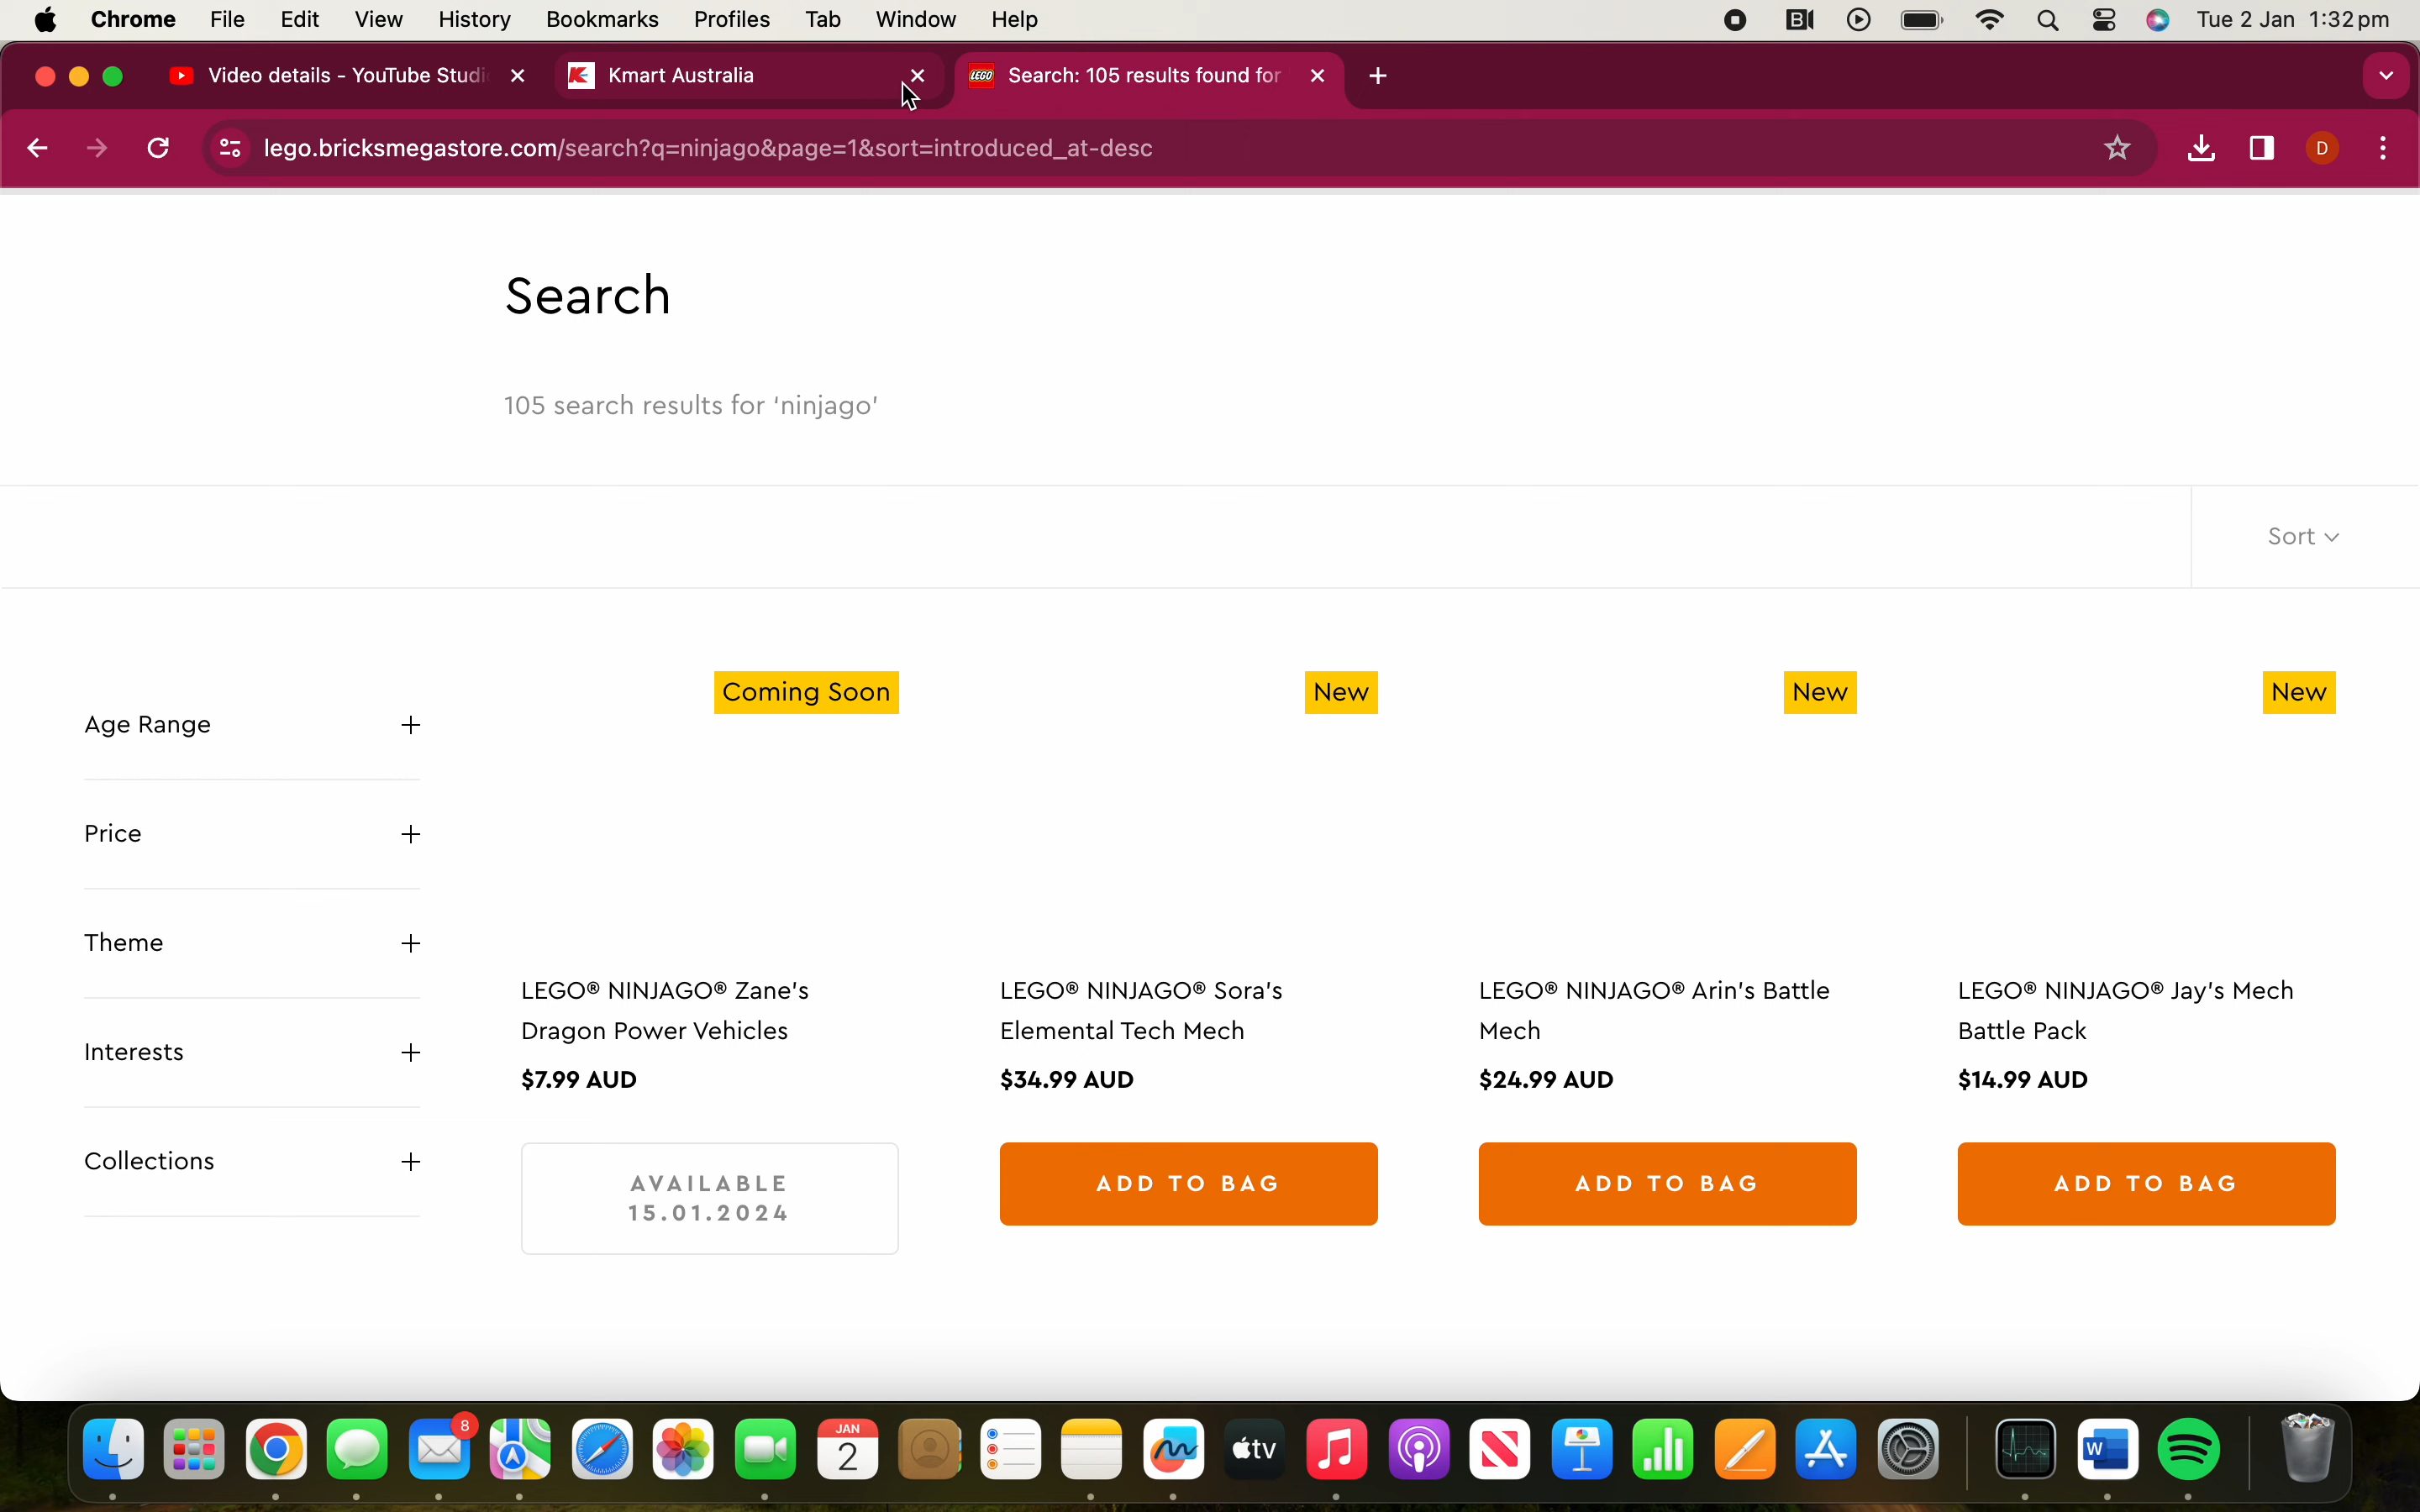 Chrome File Edit View History Bookmarks Profiles Tab Window Help Tue 2 Jan 1:32 pm
Video details - YouTube Studi
Kmart Australia
LEGO Search: 105 results found for
lego.bricksmegastore.com/search?q=ninjago&page=1&sort=introduced_at-desc
D
Search
105 search results for ‘ninjago’
Sort
Coming Soon
New
New
New
Age Range
Price
Theme
Interests
Collections
LEGO® NINJAGO® Zane's
Dragon Power Vehicles
$7.99 AUD
AVAILABLE
15.01.2024
LEGO® NINJAGO® Sora's
Elemental Tech Mech
$34.99 AUD
ADD TO BAG
LEGO® NINJAGO® Arin's Battle
Mech
$24.99 AUD
ADD TO BAG
LEGO® NINJAGO® Jay's Mech
Battle Pack
$14.99 AUD
ADD TO BAG
8
JAN
2
tv
W